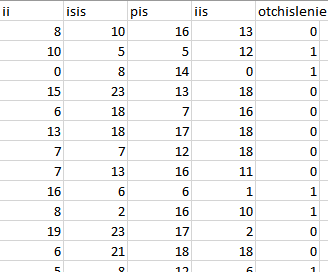 ii isis pis iis otchislenie
8 10 16 13 0
10 5 5 12 1
0 8 14 0 1
15 23 13 18 0
6 18 7 16 0
13 18 17 18 0
7 7 12 18 0
7 13 16 11 0
16 6 6 1 1
8 2 16 10 1
19 23 17 2 0
6 21 18 18 0
5 8 12 6 1